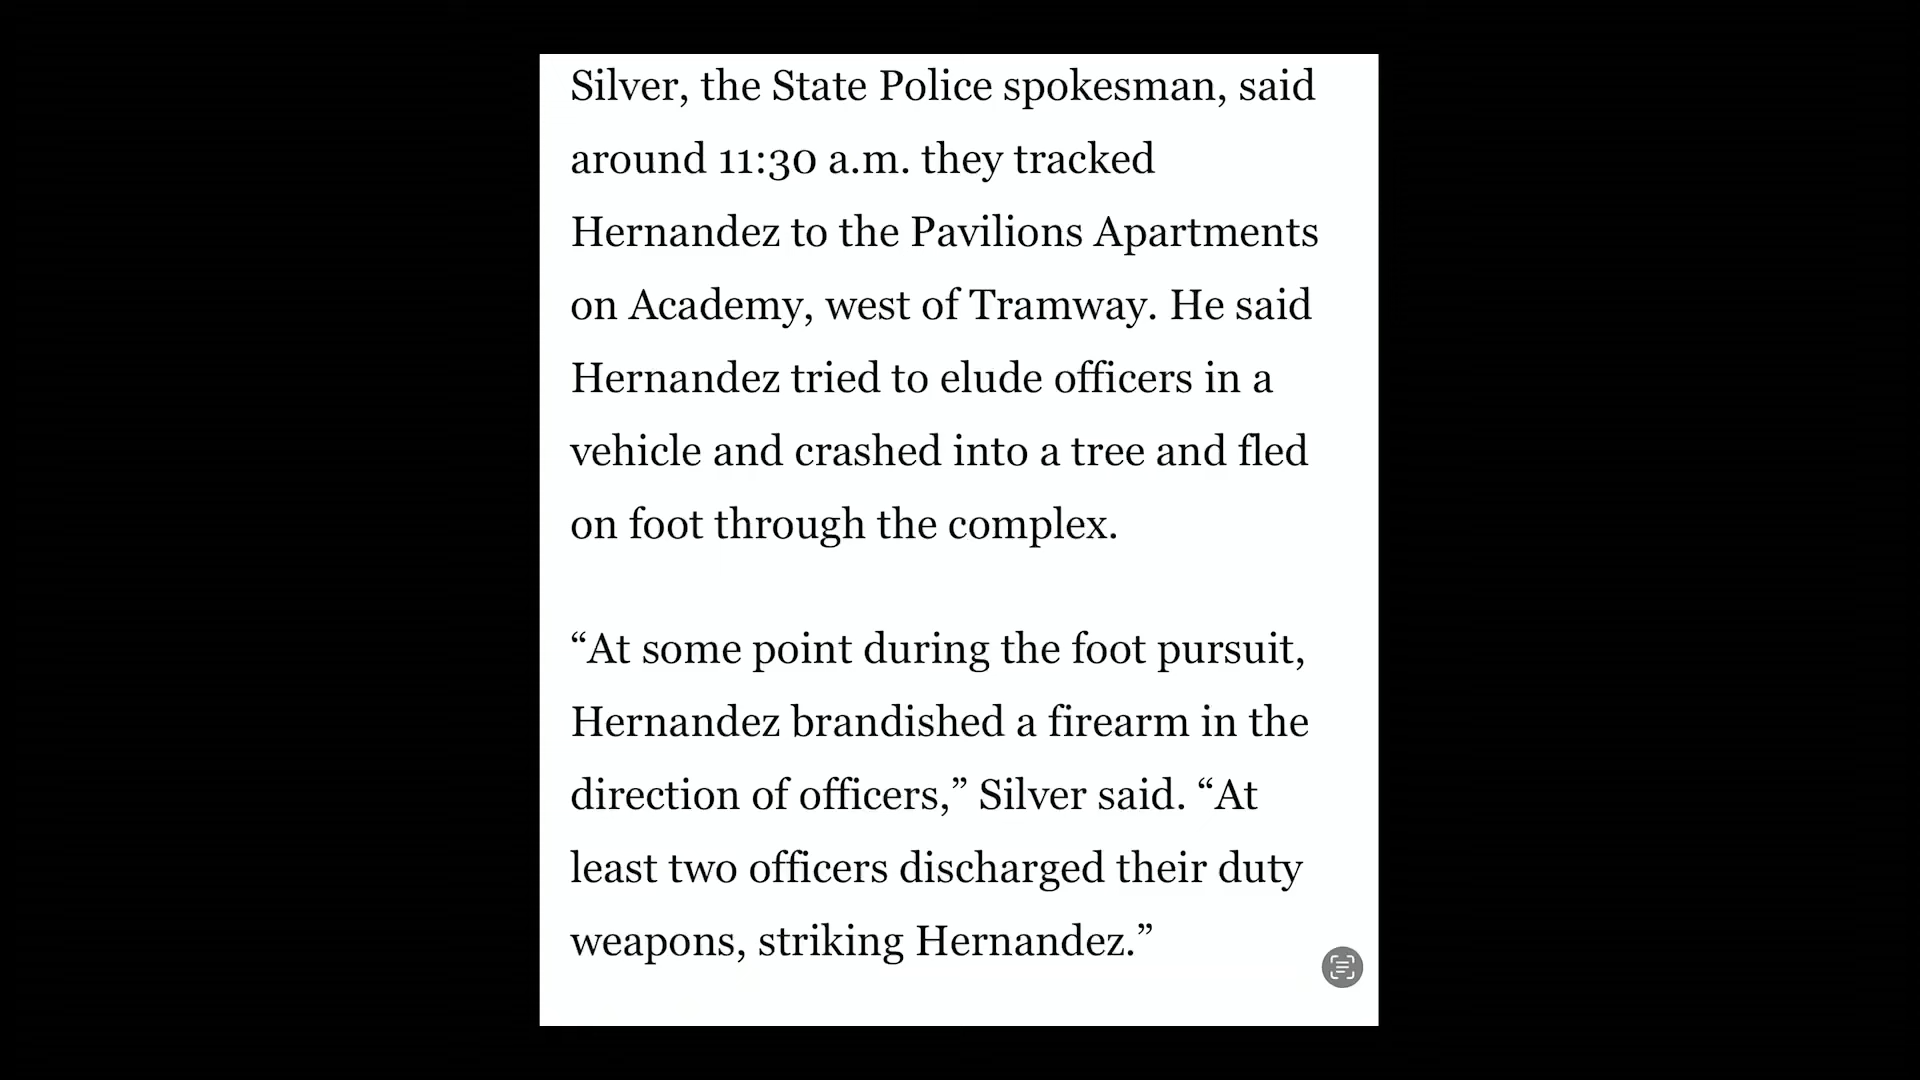 Silver, the State Police spokesman, said
around 11:30 a.m. they tracked
Hernandez to the Pavilions Apartments
on Academy, west of Tramway. He said
Hernandez tried to elude officers in a
vehicle and crashed into a tree and fled
on foot through the complex.
“At some point during the foot pursuit,
Hernandez brandished a firearm in the
direction of officers,” Silver said. “At
least two officers discharged their duty
weapons, striking Hernandez.”